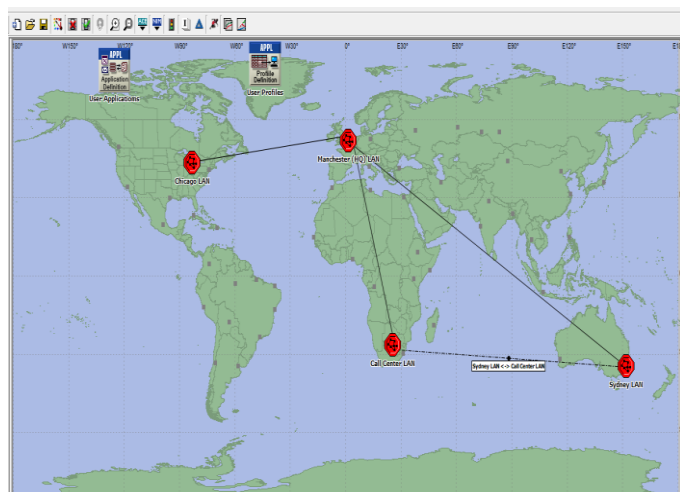 W150°
W90°
W30°
0°
E30°
E60°
E90°
E120°
E150°
APPL
Application
Definition
User Applications
APPL
Profile
Definition
User Profiles
Manchester (HQ) LAN
Chicago LAN
Call Center LAN
Sydney LAN <-> Call Center LAN
Sydney LAN